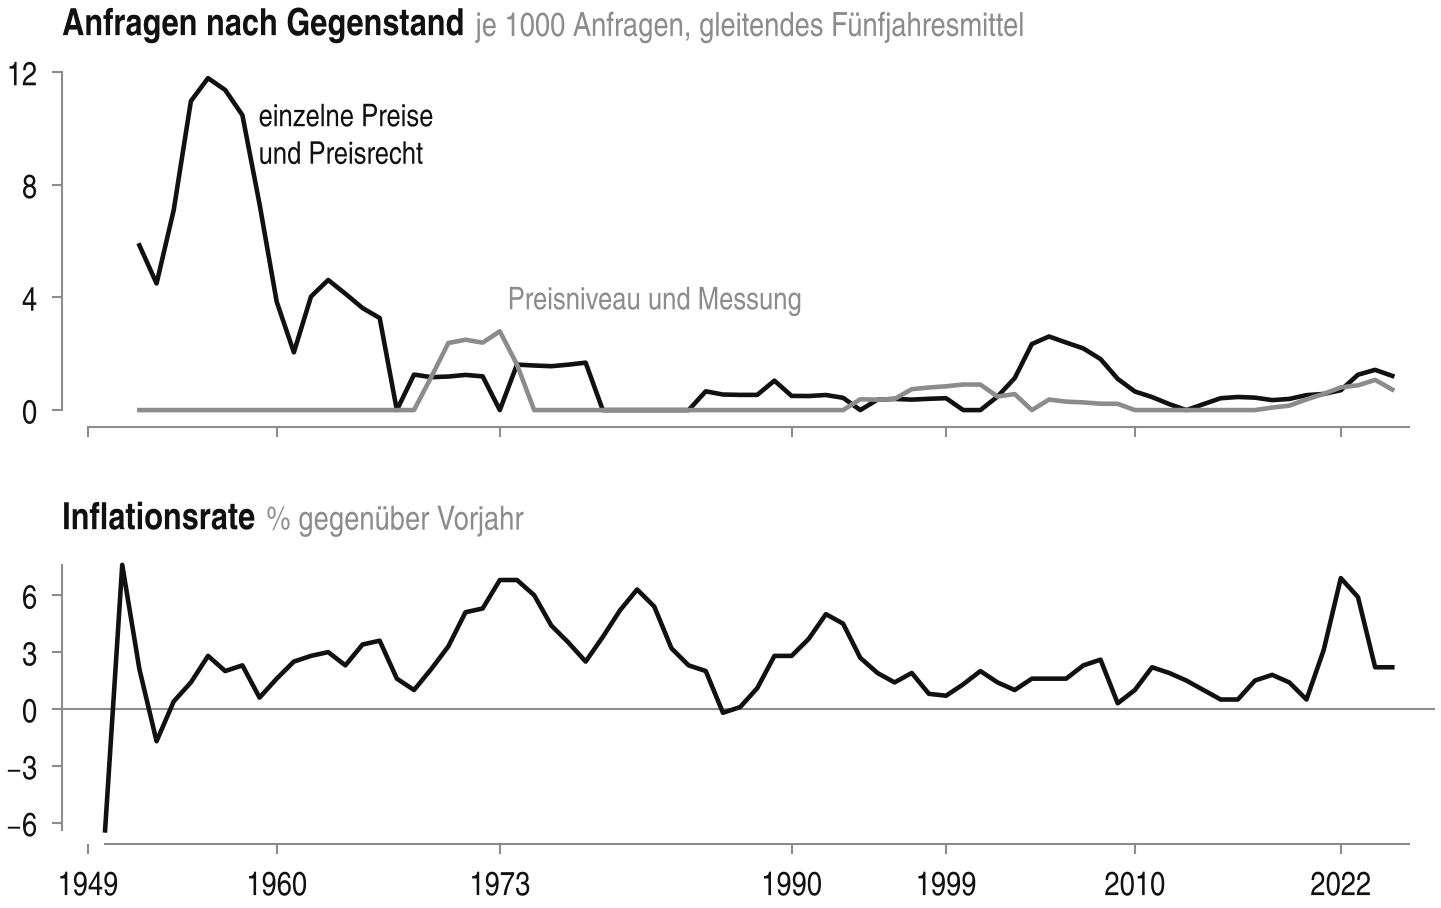 Anfragen nach Gegenstand je 1000 Anfragen, gleitendes Fünfjahresmittel
12
8
4
0
einzelne Preise
und Preisrecht
Preisniveau und Messung
Inflationsrate % gegenüber Vorjahr
6
3
0
−3
−6
1949 1960 1973 1990 1999 2010 2022